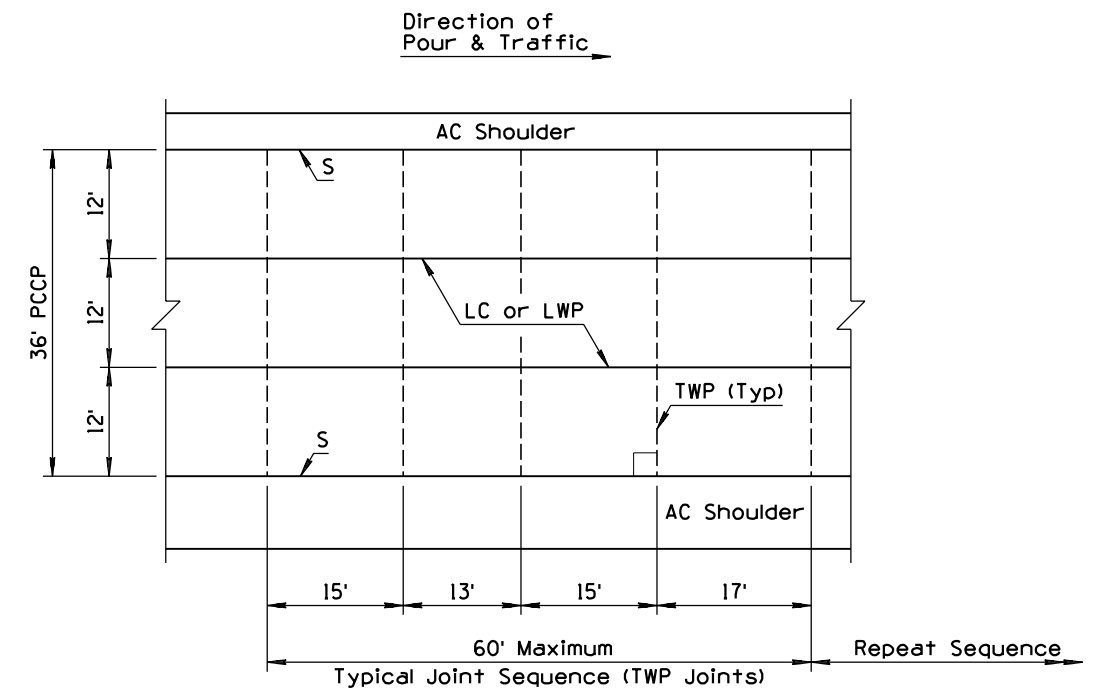 Direction of
Pour & Traffic
AC Shoulder
S
12'
12'
36' PCCP
LC or LWP
12'
TWP (Typ)
S
AC Shoulder
15'
13'
15'
17'
60' Maximum
Repeat Sequence
Typical Joint Sequence (TWP Joints)